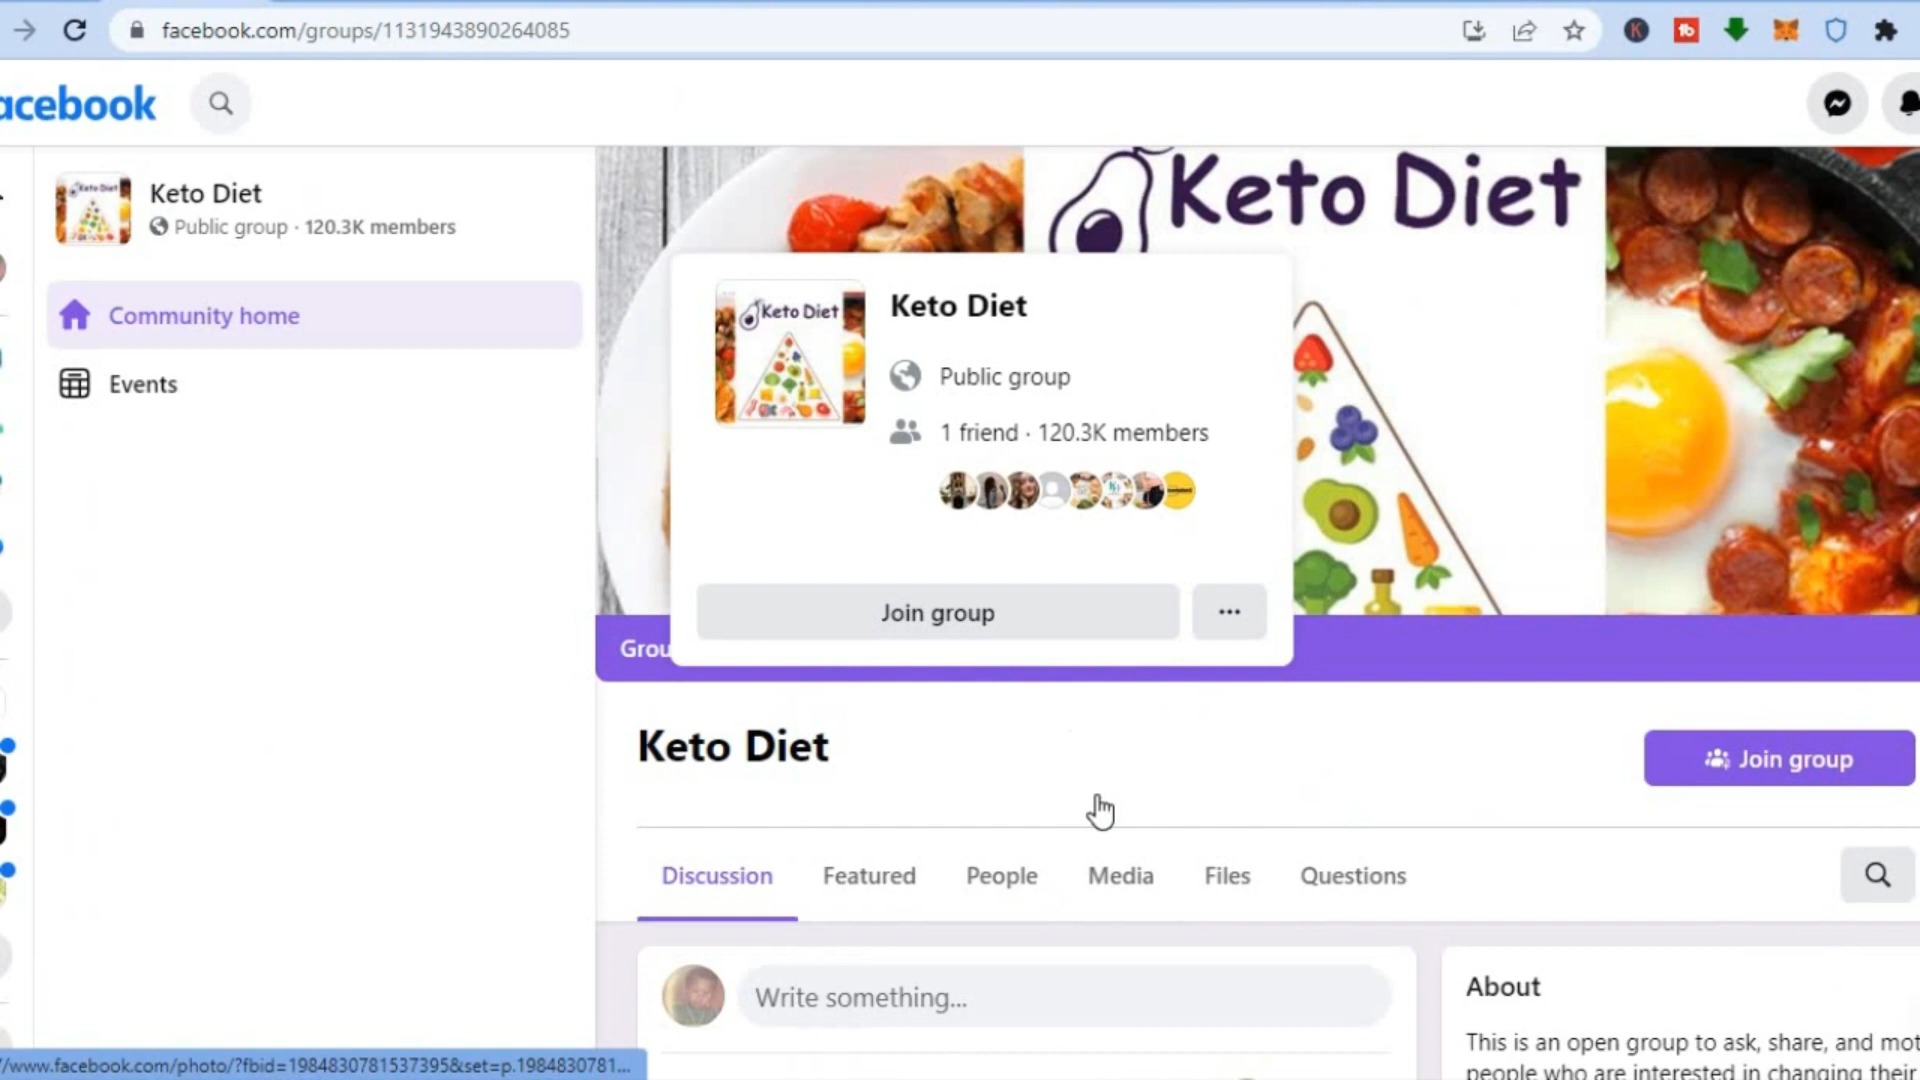 facebook.com/groups/1131943890264085
acebook
Keto Diet
Public group · 120.3K members
Community home
Events
Keto Diet
Keto Diet
Keto Diet
Public group
1 friend · 120.3K members
Join group
Grou
Keto Diet
Join group
Discussion
Featured
People
Media
Files
Questions
Write something...
About
This is an open group to ask, share, and mot
people who are interested in changing their
/www.facebook.com/photo/?fbid=1984830781537395&set=p.1984830781...